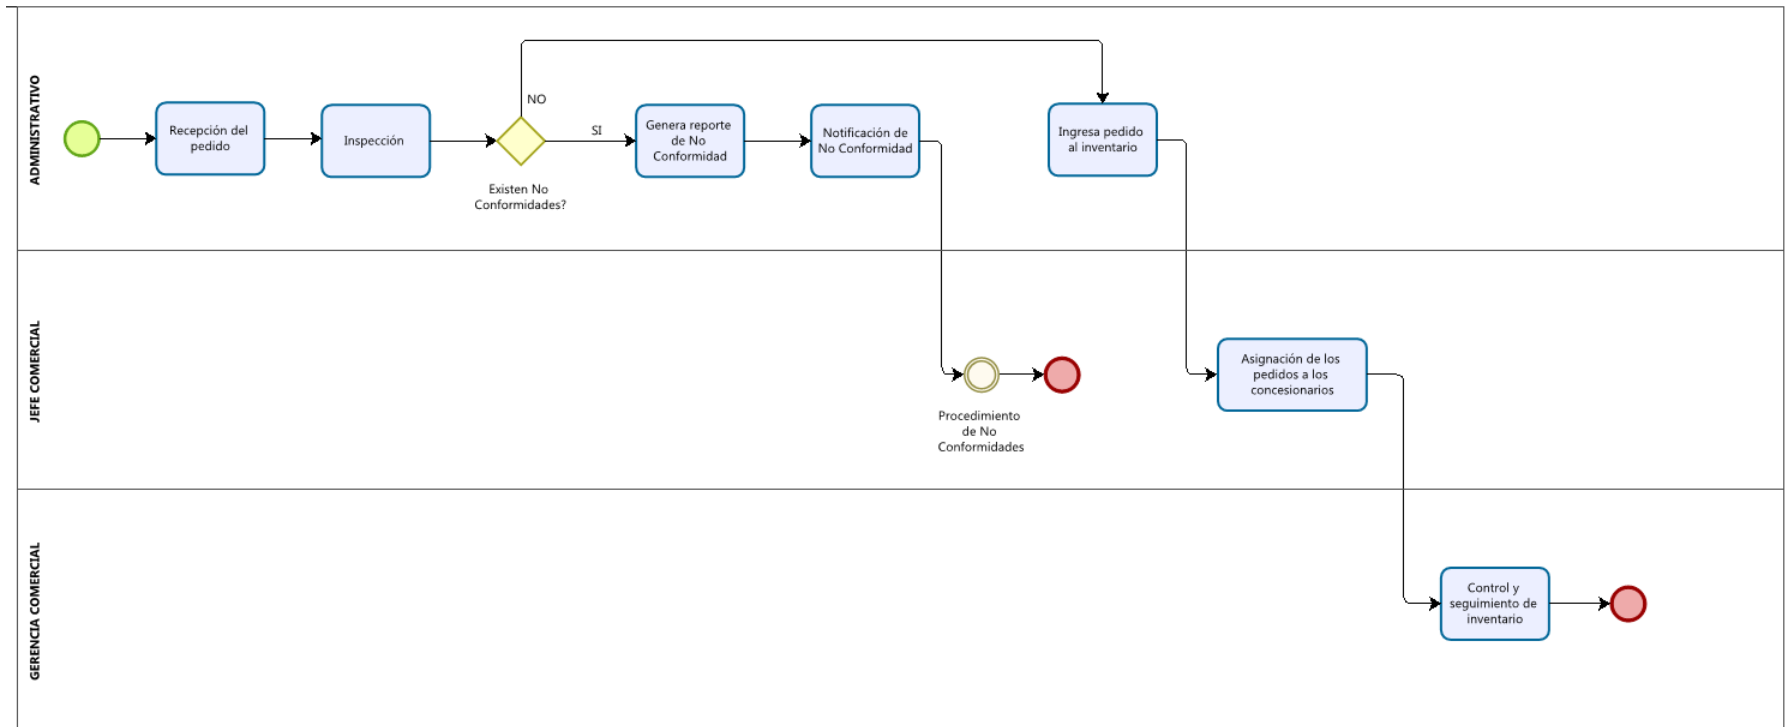 ADMINISTRATIVO
Recepción del
pedido
Inspección
NO
Existen No
Conformidades?
SI
Genera reporte
de No
Conformidad
Notificación de
No Conformidad
Ingresa pedido
al inventario
JEFE COMERCIAL
Procedimiento
de No
Conformidades
Asignación de los
pedidos a los
concesionarios
GERENCIA COMERCIAL
Control y
seguimiento de
inventario